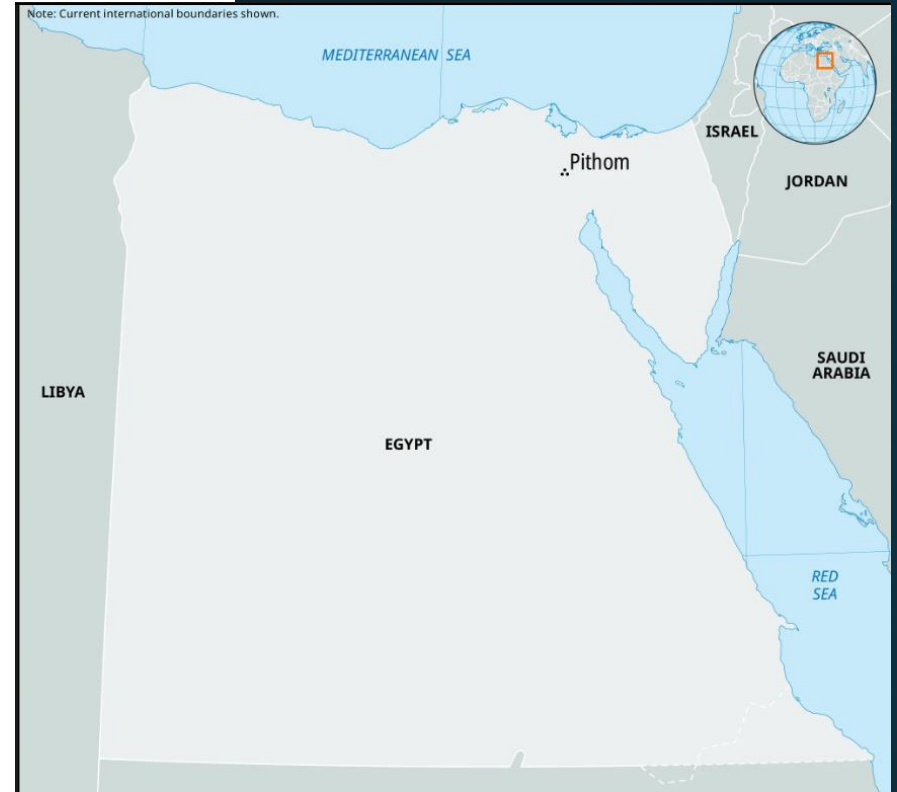 Note: Current international boundaries shown.
MEDITERRANEAN SEA
ISRAEL
Pithom
JORDAN
SAUDI
ARABIA
LIBYA
EGYPT
RED
SEA